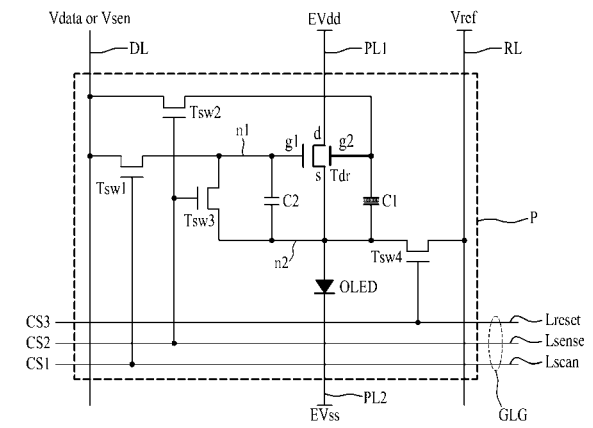 Vdata or Vsen EVdd Vref
DL PL1 RL
Tsw2
n1 g1 d g2
Tsw1 s Tdr
Tsw3 C2 C1 P
n2 Tsw4
OLED
CS3 Lreset
CS2 Lsense
CS1 Lscan
PL2 GLG
EVss